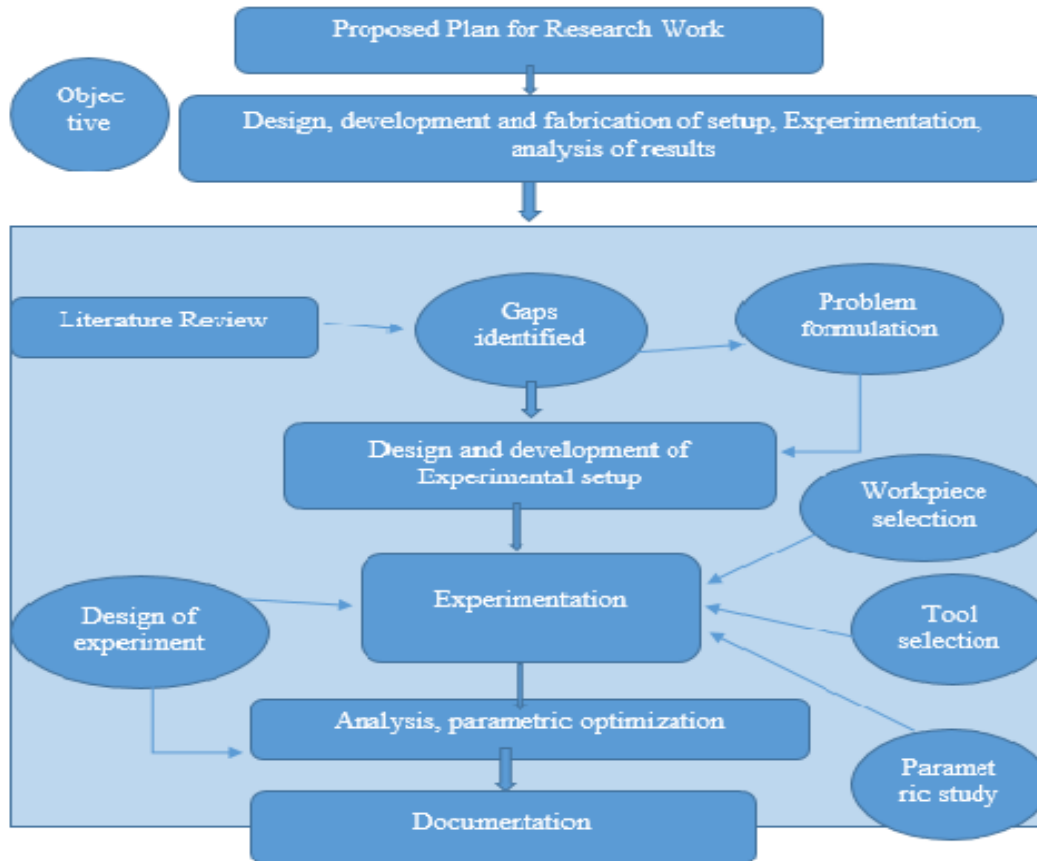 Proposed Plan for Research Work
Objec
tive
Design, development and fabrication of setup, Experimentation,
analysis of results
Literature Review
Gaps
identified
Problem
formulation
Design and development of
Experimental setup
Workpiece
selection
Experimentation
Design of
experiment
Tool
selection
Analysis, parametric optimization
Paramet
ric study
Documentation